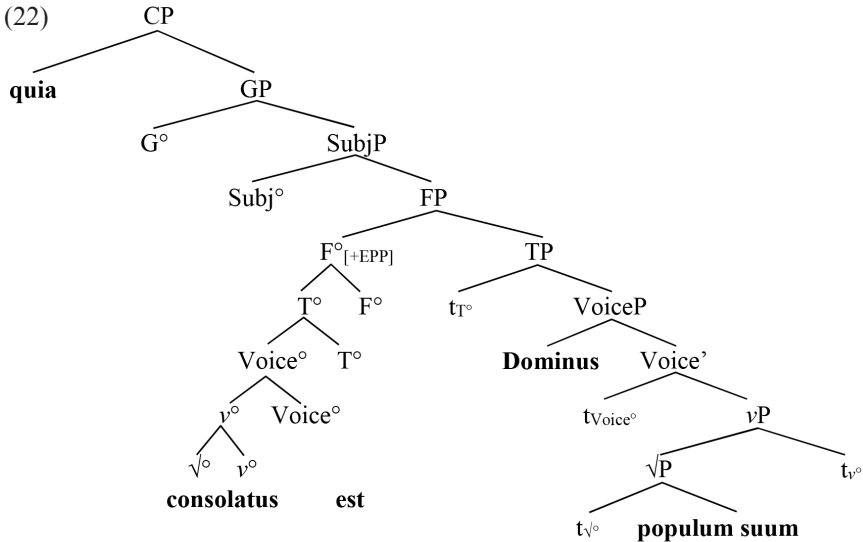 (22) CP
quia GP
G° SubjP
Subj° FP
F°[+EPP] TP
T° F° tT° VoiceP
Voice° T° Dominus Voice’
v° Voice° tVoice° vP
√° v° √P tv°
consolatus est t√° populum suum